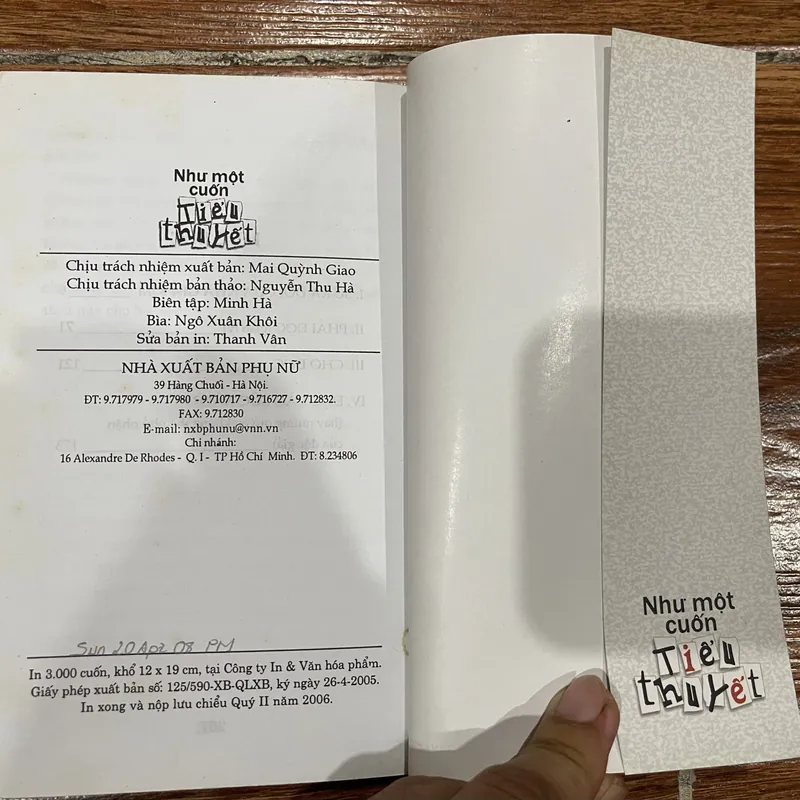 Như một
cuốn
Tiểu
thuyết
Chịu trách nhiệm xuất bản: Mai Quỳnh Giao
Chịu trách nhiệm bản thảo: Nguyễn Thu Hà
Biên tập: Minh Hà
Bìa: Ngô Xuân Khôi
Sửa bản in: Thanh Vân
NHÀ XUẤT BẢN PHỤ NỮ
39 Hàng Chuối - Hà Nội.
ĐT: 9.717979 - 9.717980 - 9.710717 - 9.716727 - 9.712832.
FAX: 9.712830
E-mail: nxbphunu@vnn.vn
Chi nhánh:
16 Alexandre De Rhodes - Q. I - TP Hồ Chí Minh. ĐT: 8.234806
Sun 20 Apr 08 PM
In 3.000 cuốn, khổ 12 x 19 cm, tại Công ty In & Văn hóa phẩm.
Giấy phép xuất bản số: 125/590-XB-QLXB, ký ngày 26-4-2005.
In xong và nộp lưu chiểu Quý II năm 2006.
Như một
cuốn
Tiểu
thuyết